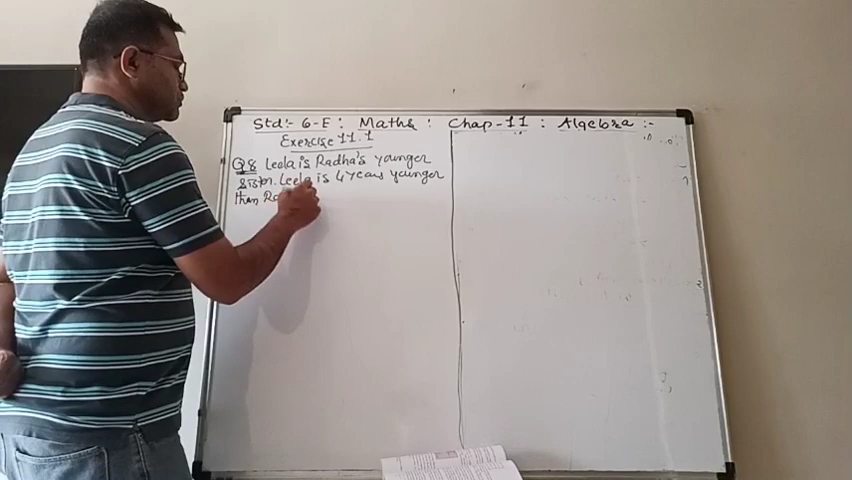 Std:- 6-E : Maths : Chap-11 : Algebra :-
Exercise 11.1
Q8 Leela is Radha's younger
sister. Leela is 4 years younger
than